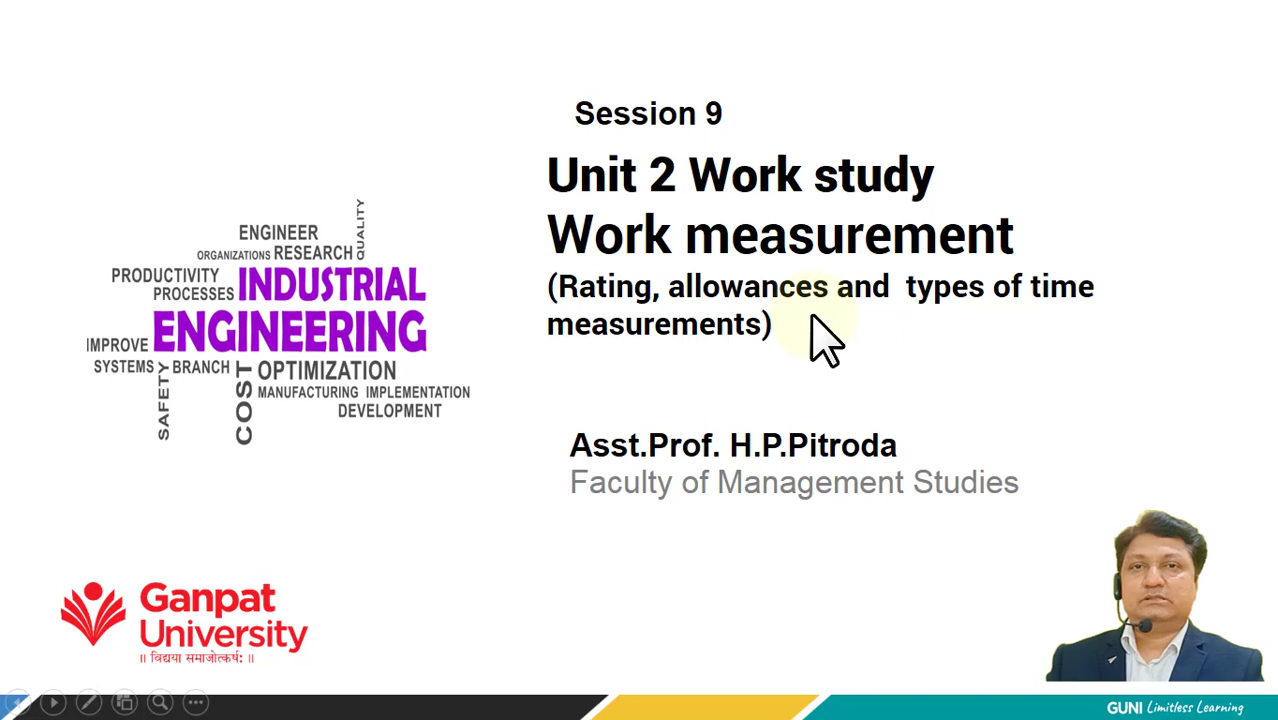 Session 9
Unit 2 Work study
Work measurement
(Rating, allowances and  types of time
measurements)
QUALITY
ENGINEER
ORGANIZATIONS RESEARCH
PRODUCTIVITY
INDUSTRIAL
PROCESSES
ENGINEERING
IMPROVE
SYSTEMS
BRANCH
OPTIMIZATION
SAFETY
COST
MANUFACTURING IMPLEMENTATION
DEVELOPMENT
Asst.Prof. H.P.Pitroda
Faculty of Management Studies
Ganpat
University
॥ विद्यया समाजोत्कर्षः ॥
GUNI Limitless Learning